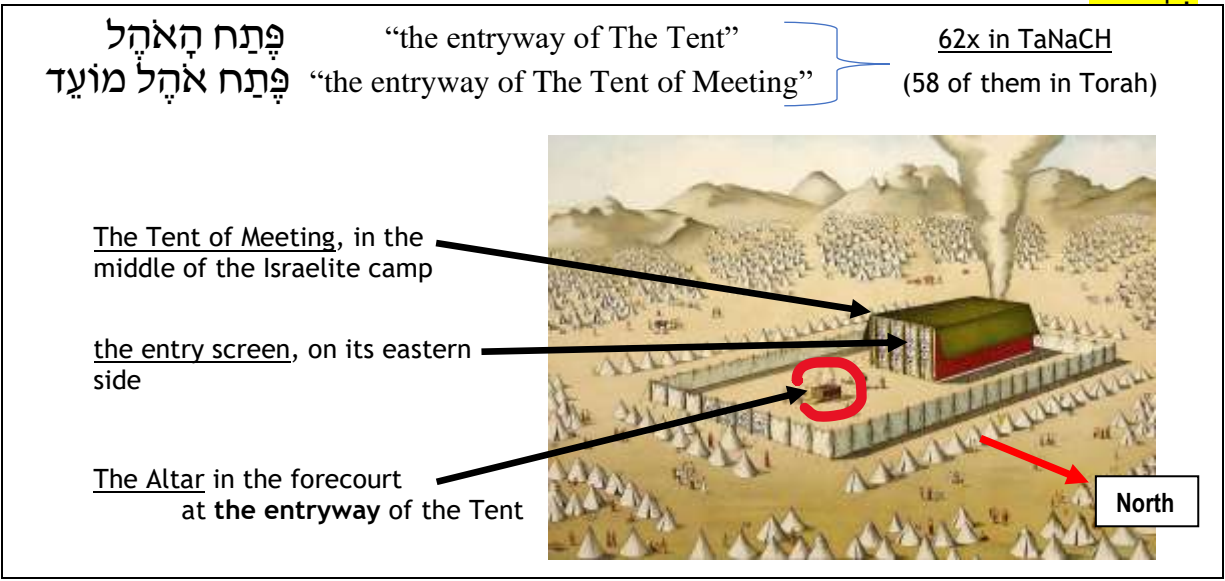 פֶּתַח הָאֹהֶל “the entryway of The Tent” 62x in TaNaCH
פֶּתַח אֹהֶל מוֹעֵד “the entryway of The Tent of Meeting” (58 of them in Torah)
The Tent of Meeting, in the
middle of the Israelite camp
the entry screen, on its eastern
side
The Altar in the forecourt
at the entryway of the Tent
North